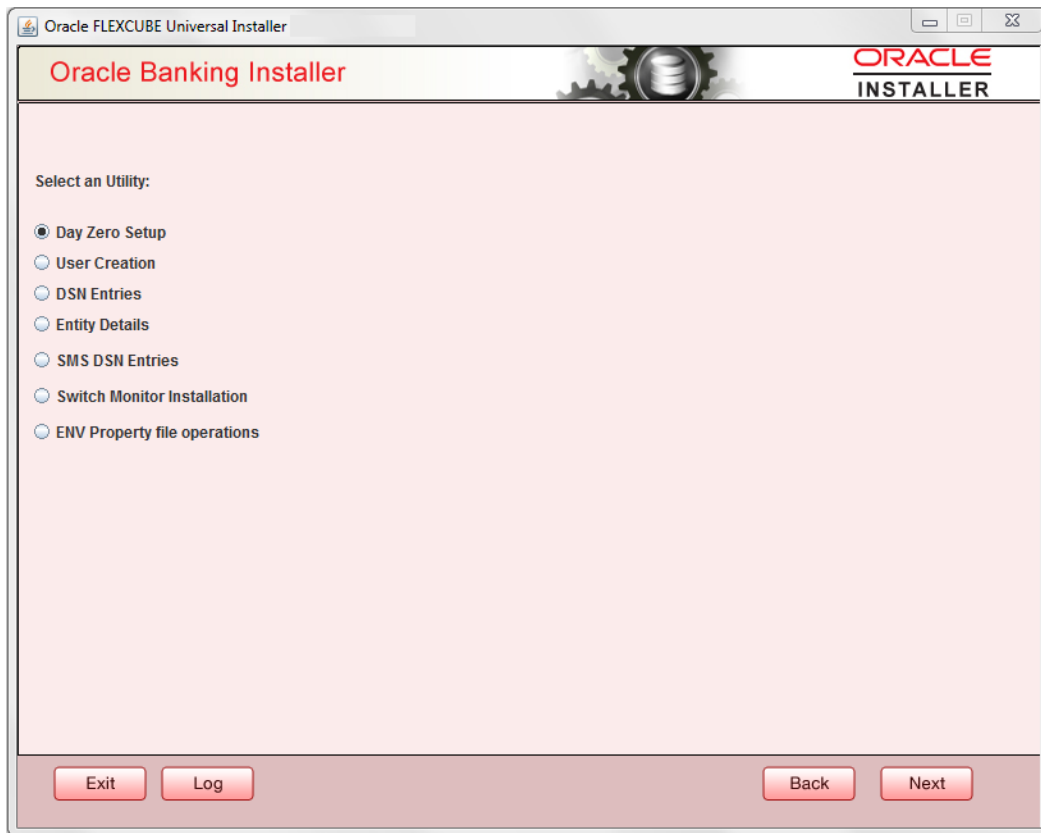 Oracle FLEXCUBE Universal Installer
Oracle Banking Installer
ORACLE
INSTALLER
Select an Utility:
Day Zero Setup
User Creation
DSN Entries
Entity Details
SMS DSN Entries
Switch Monitor Installation
ENV Property file operations
Exit
Log
Back
Next